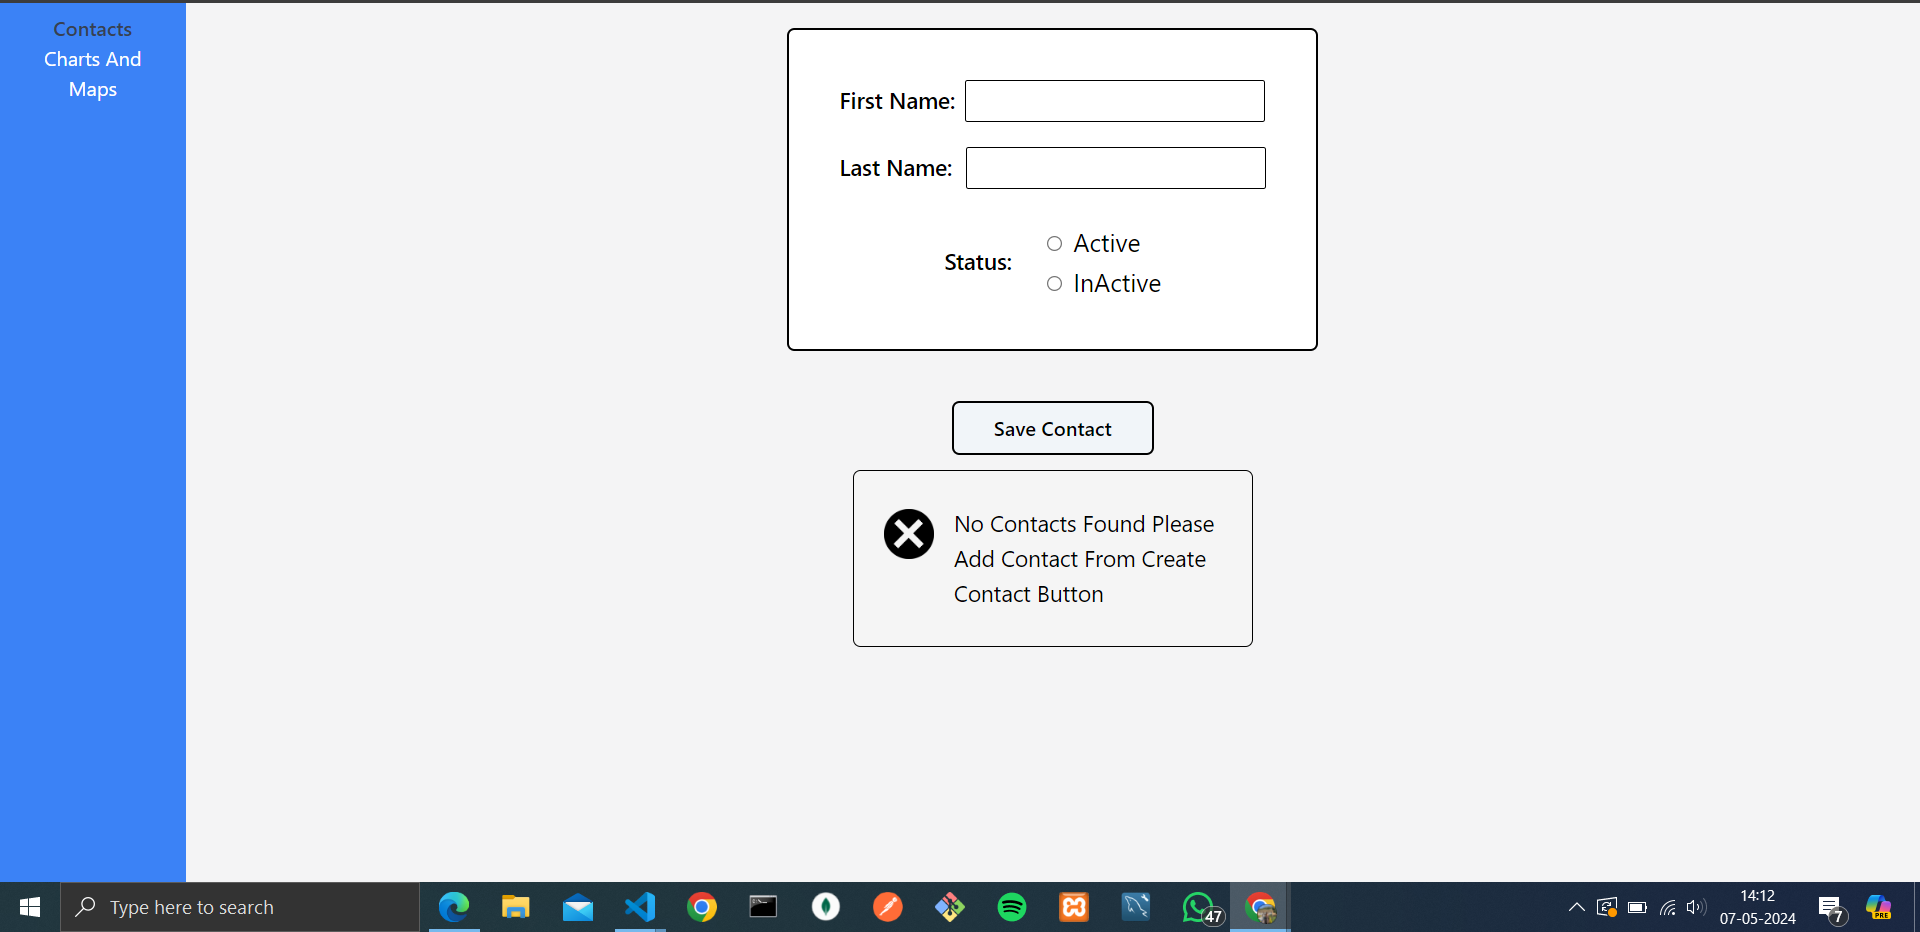 Contacts
Charts And
Maps
First Name:
Last Name:
Status:
Active
InActive
Save Contact
No Contacts Found Please
Add Contact From Create
Contact Button
Type here to search
47
14:12
07-05-2024
7
PRE